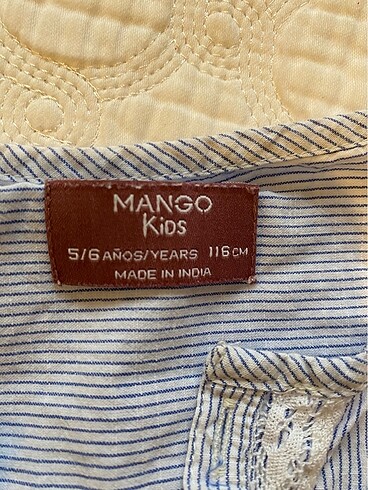 MANGO
Kids
5/6 AÑOS/YEARS 116 CM
MADE IN INDIA